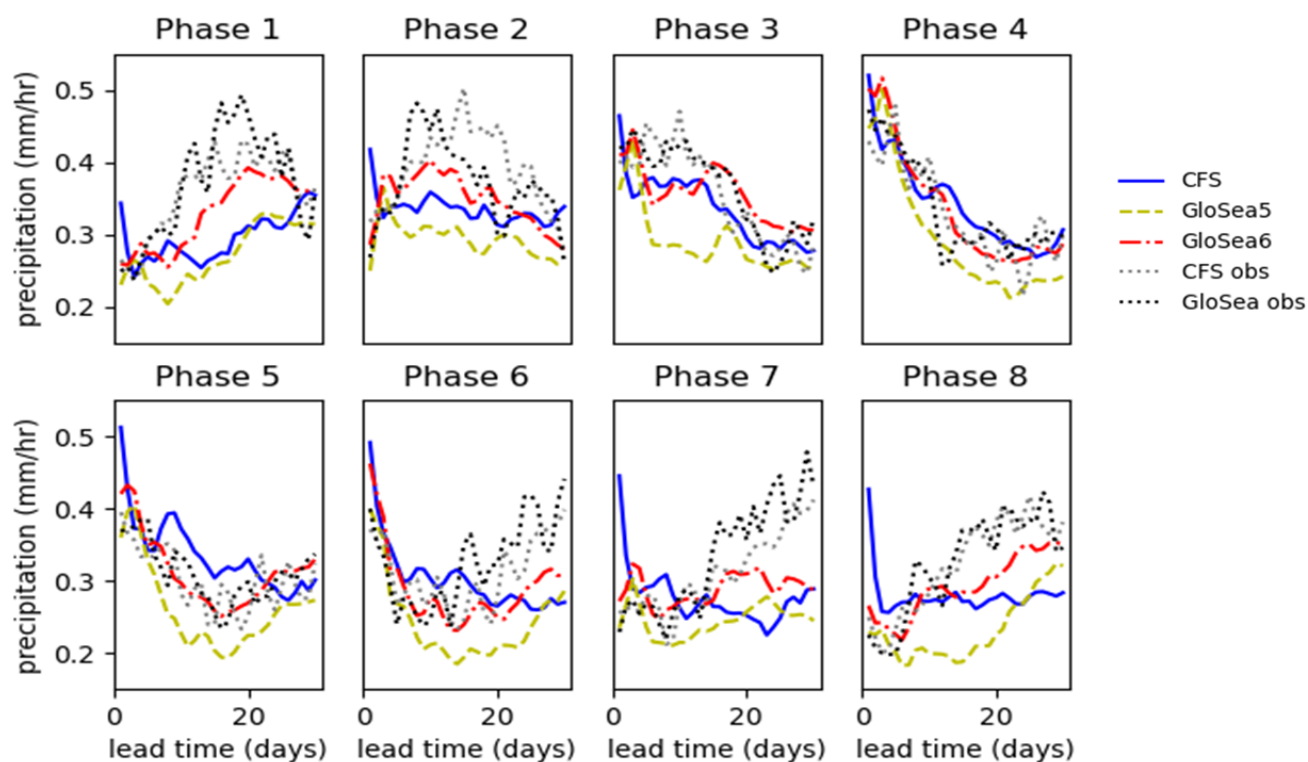 Phase 1 Phase 2 Phase 3 Phase 4
precipitation (mm/hr)
0.5
0.4
0.3
0.2
CFS
GloSea5
GloSea6
CFS obs
GloSea obs
Phase 5 Phase 6 Phase 7 Phase 8
precipitation (mm/hr)
0.5
0.4
0.3
0.2
0 20 0 20 0 20 0 20
lead time (days) lead time (days) lead time (days) lead time (days)